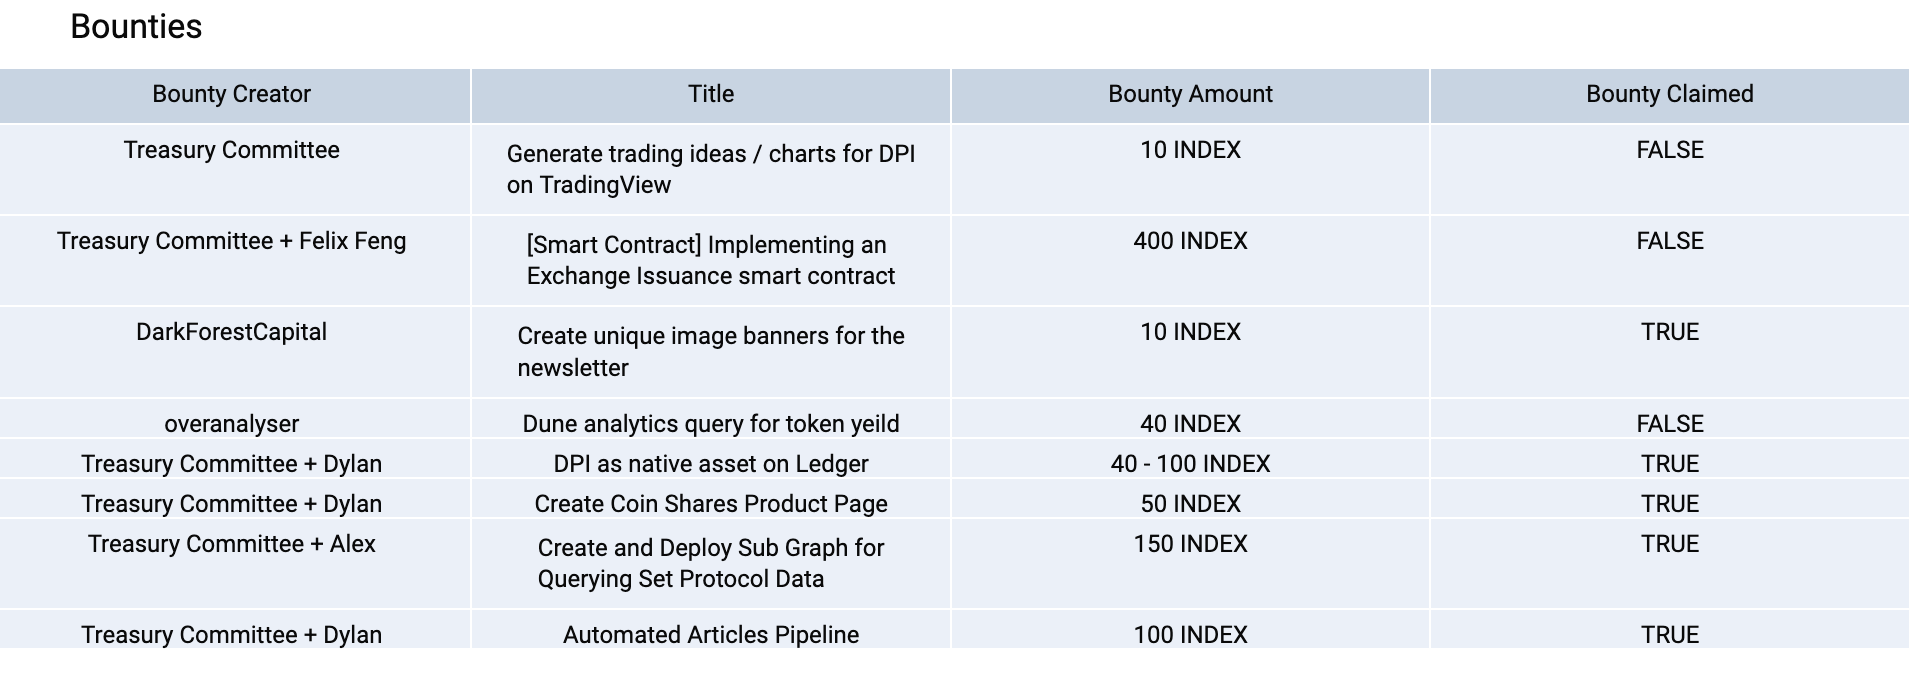 Bounties
Bounty Creator Title Bounty Amount Bounty Claimed
Treasury Committee Generate trading ideas / charts for DPI 10 INDEX FALSE
on TradingView
Treasury Committee + Felix Feng [Smart Contract] Implementing an 400 INDEX FALSE
Exchange Issuance smart contract
DarkForestCapital Create unique image banners for the 10 INDEX TRUE
newsletter
overanalyser Dune analytics query for token yeild 40 INDEX FALSE
Treasury Committee + Dylan DPI as native asset on Ledger 40 - 100 INDEX TRUE
Treasury Committee + Dylan Create Coin Shares Product Page 50 INDEX TRUE
Treasury Committee + Alex Create and Deploy Sub Graph for 150 INDEX TRUE
Querying Set Protocol Data
Treasury Committee + Dylan Automated Articles Pipeline 100 INDEX TRUE